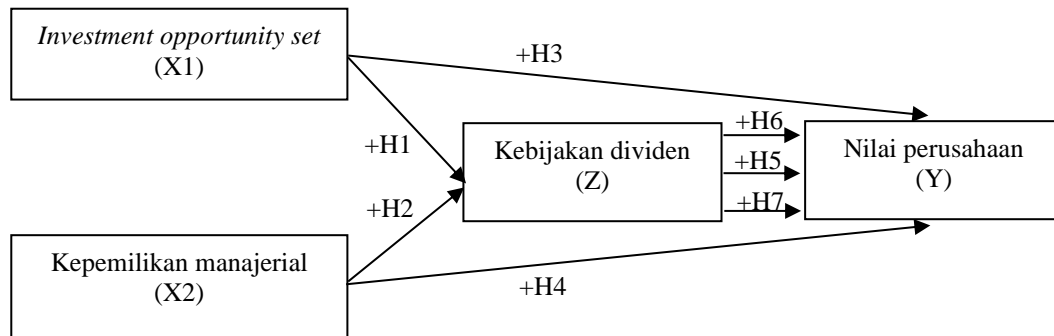 Investment opportunity set
(X1)
+H3
+H6
+H1
Kebijakan dividen
(Z)
+H5
Nilai perusahaan
(Y)
+H2
+H7
Kepemilikan manajerial
(X2)
+H4